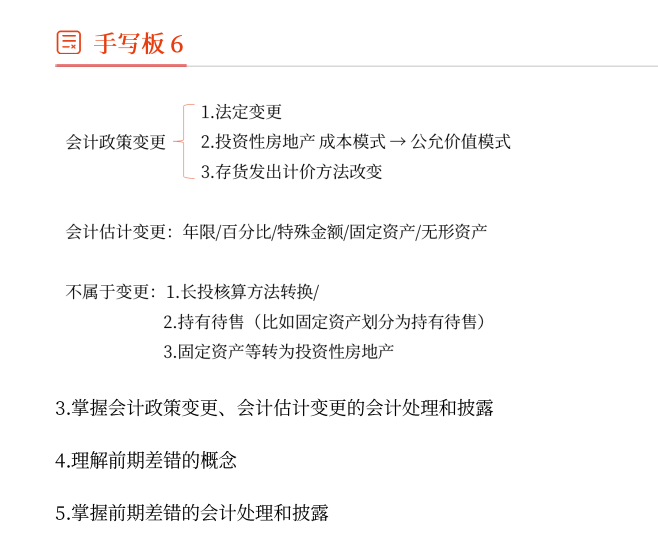 手写板 6
1.法定变更
会计政策变更
2.投资性房地产 成本模式 → 公允价值模式
3.存货发出计价方法改变
会计估计变更：年限/百分比/特殊金额/固定资产/无形资产
不属于变更：1.长投核算方法转换/
2.持有待售（比如固定资产划分为持有待售）
3.固定资产等转为投资性房地产
3.掌握会计政策变更、会计估计变更的会计处理和披露
4.理解前期差错的概念
5.掌握前期差错的会计处理和披露